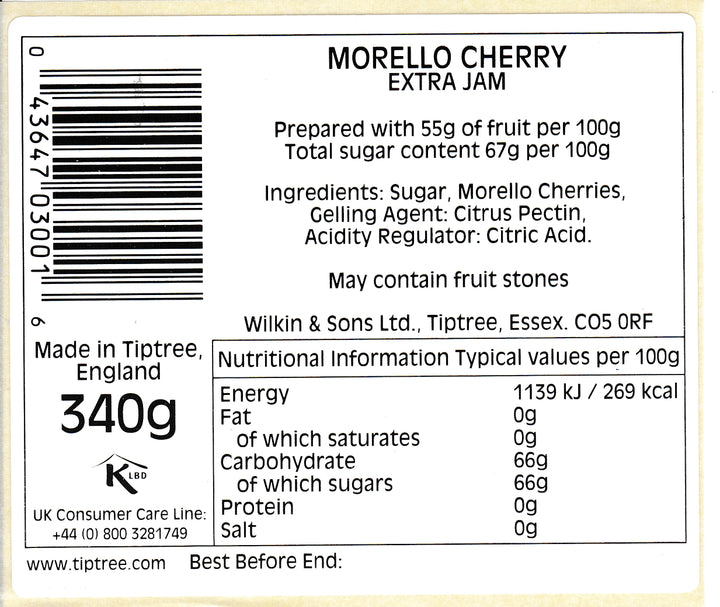 0
43647 03001
6
MORELLO CHERRY
EXTRA JAM
Prepared with 55g of fruit per 100g
Total sugar content 67g per 100g
Ingredients: Sugar, Morello Cherries,
Gelling Agent: Citrus Pectin,
Acidity Regulator: Citric Acid.
May contain fruit stones
Wilkin & Sons Ltd., Tiptree, Essex. CO5 0RF
Made in Tiptree,
England
340g
K LBD
UK Consumer Care Line:
+44 (0) 800 3281749
Nutritional Information Typical values per 100g
Energy 1139 kJ / 269 kcal
Fat 0g
of which saturates 0g
Carbohydrate 66g
of which sugars 66g
Protein 0g
Salt 0g
www.tiptree.com Best Before End: